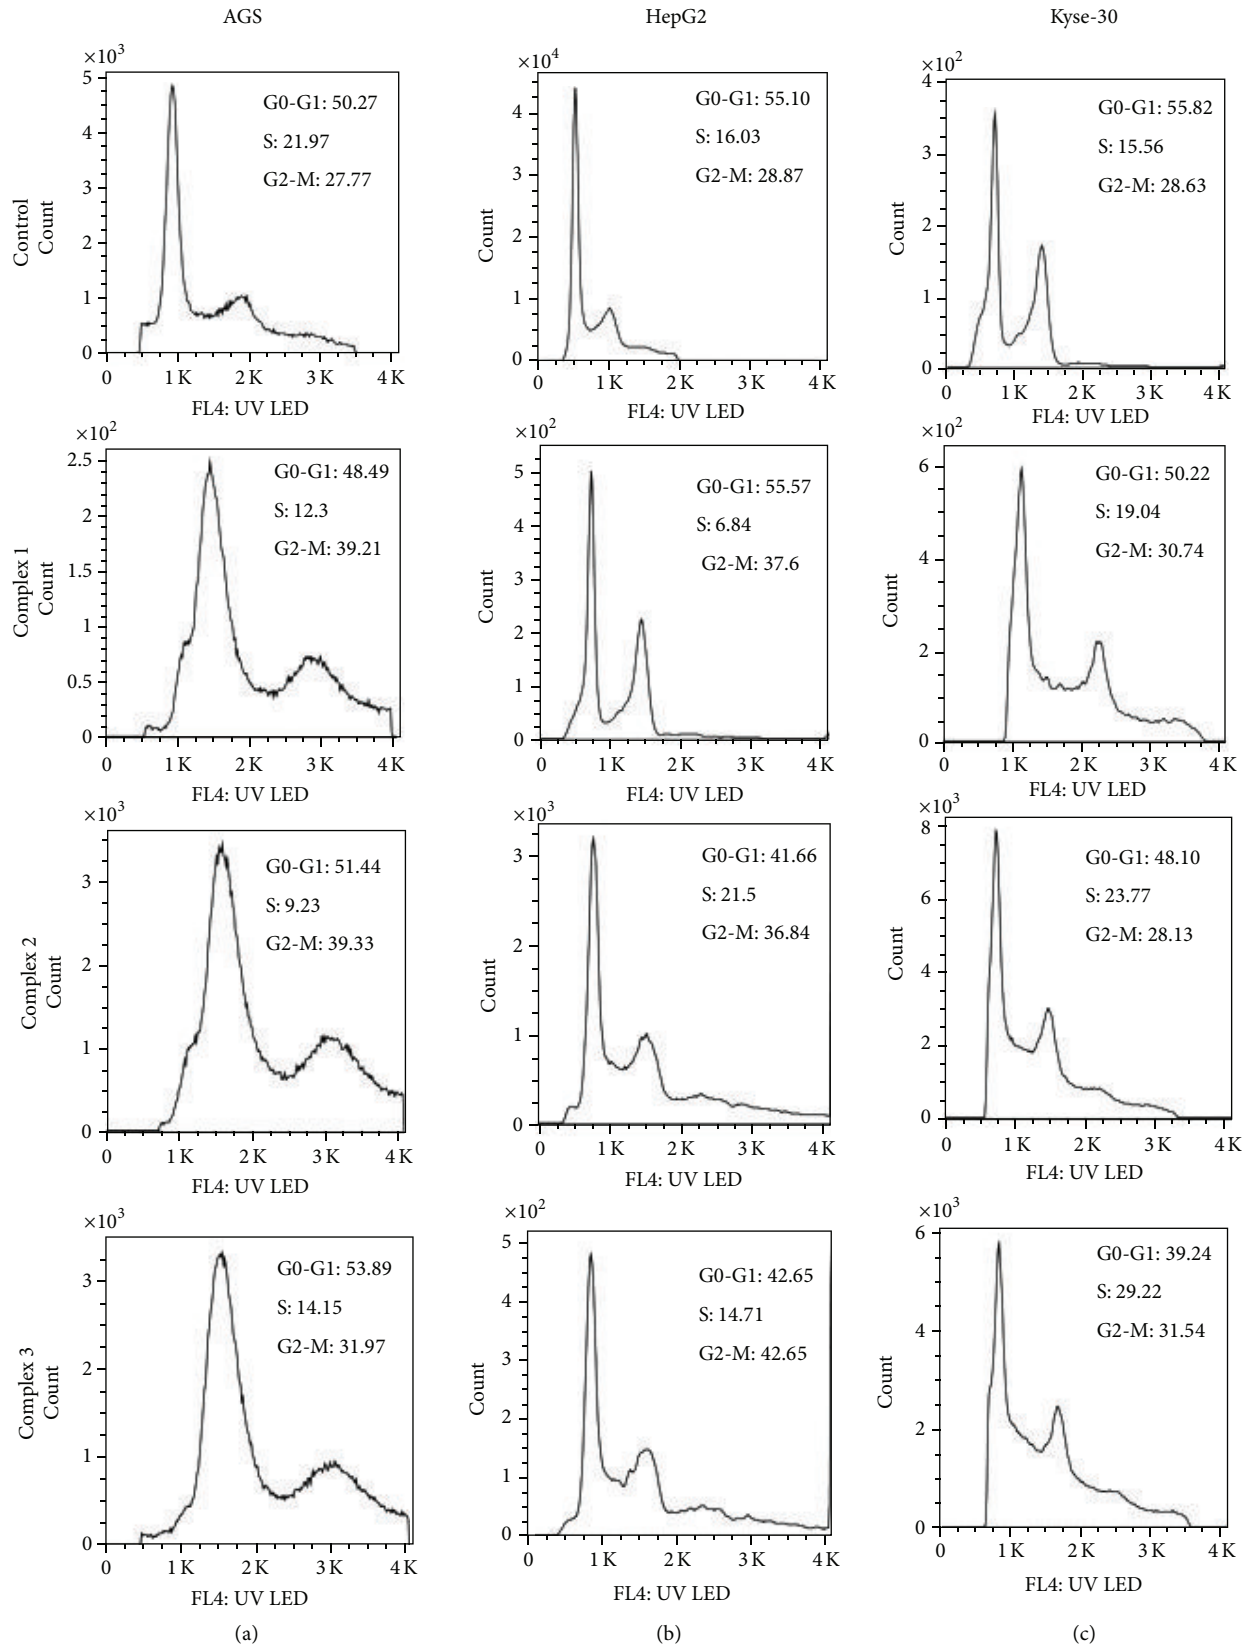 AGS
HepG2
Kyse-30
×10³
5
4
3
2
1
0
0 1 K 2 K 3 K 4 K
Control
Count
G0-G1: 50.27
S: 21.97
G2-M: 27.77
FL4: UV LED
×10⁴
4
3
2
1
0
0 1 K 2 K 3 K 4 K
Count
G0-G1: 55.10
S: 16.03
G2-M: 28.87
FL4: UV LED
×10²
4
3
2
1
0
0 1 K 2 K 3 K 4 K
Count
G0-G1: 55.82
S: 15.56
G2-M: 28.63
FL4: UV LED
×10²
2.5
2
1.5
1
0.5
0
0 1 K 2 K 3 K 4 K
Complex 1
Count
G0-G1: 48.49
S: 12.3
G2-M: 39.21
FL4: UV LED
×10²
5
4
3
2
1
0
0 1 K 2 K 3 K 4 K
Count
G0-G1: 55.57
S: 6.84
G2-M: 37.6
FL4: UV LED
×10²
6
4
2
0
0 1 K 2 K 3 K 4 K
Count
G0-G1: 50.22
S: 19.04
G2-M: 30.74
FL4: UV LED
×10³
3
2
1
0
0 1 K 2 K 3 K 4 K
Complex 2
Count
G0-G1: 51.44
S: 9.23
G2-M: 39.33
FL4: UV LED
×10³
3
2
1
0
0 1 K 2 K 3 K 4 K
Count
G0-G1: 41.66
S: 21.5
G2-M: 36.84
FL4: UV LED
×10³
8
6
4
2
0
0 1 K 2 K 3 K 4 K
Count
G0-G1: 48.10
S: 23.77
G2-M: 28.13
FL4: UV LED
×10³
3
2
1
0
0 1 K 2 K 3 K 4 K
Complex 3
Count
G0-G1: 53.89
S: 14.15
G2-M: 31.97
FL4: UV LED
×10²
5
4
3
2
1
0
0 1 K 2 K 3 K 4 K
Count
G0-G1: 42.65
S: 14.71
G2-M: 42.65
FL4: UV LED
×10³
6
4
2
0
0 1 K 2 K 3 K 4 K
Count
G0-G1: 39.24
S: 29.22
G2-M: 31.54
FL4: UV LED
(a)
(b)
(c)